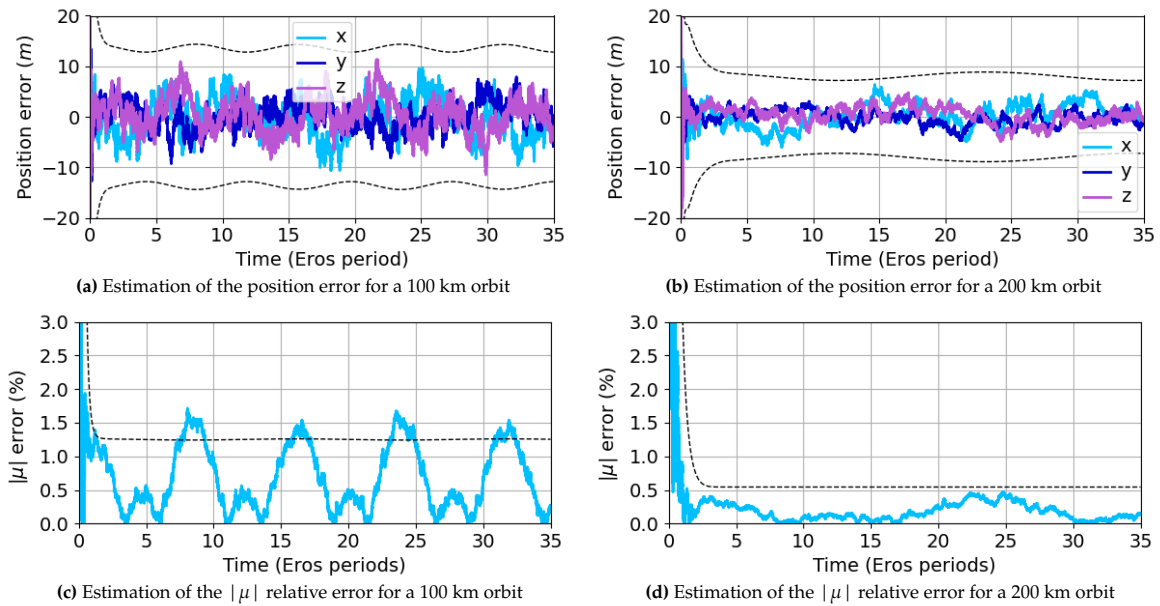 20
10
0
−10
−20
Position error (m)
x
y
z
0 5 10 15 20 25 30 35
Time (Eros period)
(a) Estimation of the position error for a 100 km orbit
20
10
0
−10
−20
Position error (m)
x
y
z
0 5 10 15 20 25 30 35
Time (Eros period)
(b) Estimation of the position error for a 200 km orbit
3.0
2.5
2.0
1.5
1.0
0.5
0.0
|μ| error (%)
0 5 10 15 20 25 30 35
Time (Eros periods)
(c) Estimation of the |μ| relative error for a 100 km orbit
3.0
2.5
2.0
1.5
1.0
0.5
0.0
|μ| error (%)
0 5 10 15 20 25 30 35
Time (Eros periods)
(d) Estimation of the |μ| relative error for a 200 km orbit